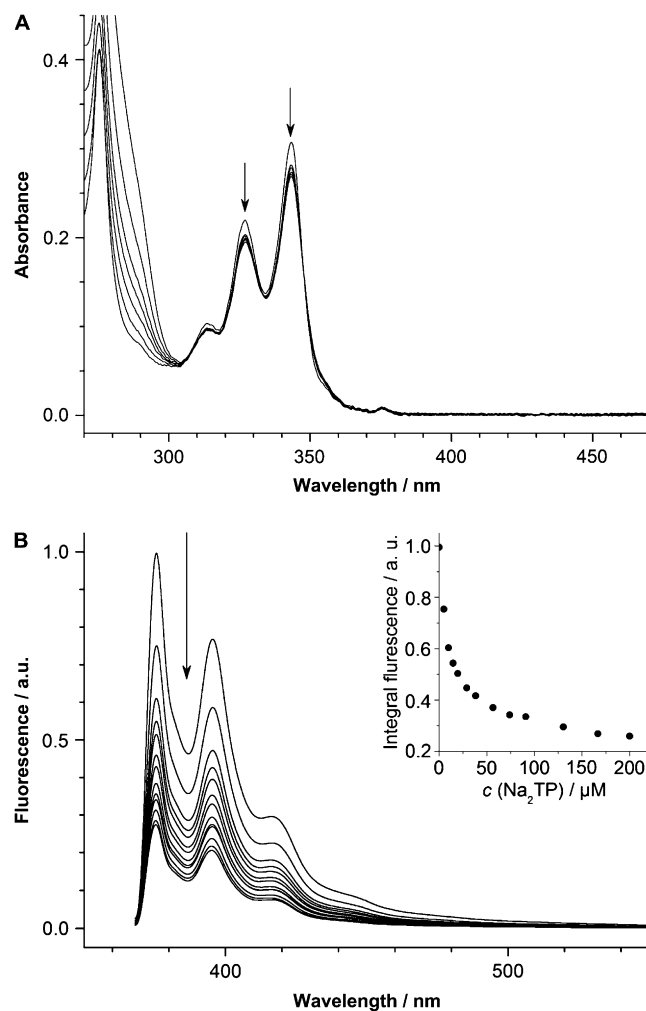 A
Absorbance
0.4
0.2
0.0
300 350 400 450
Wavelength / nm
B
Fluorescence / a.u.
1.0
0.5
0.0
400 500
Wavelength / nm
Integral flurescence / a. u.
1.0
0.8
0.6
0.4
0.2
0 50 100 150 200
c (Na₂TP) / µM